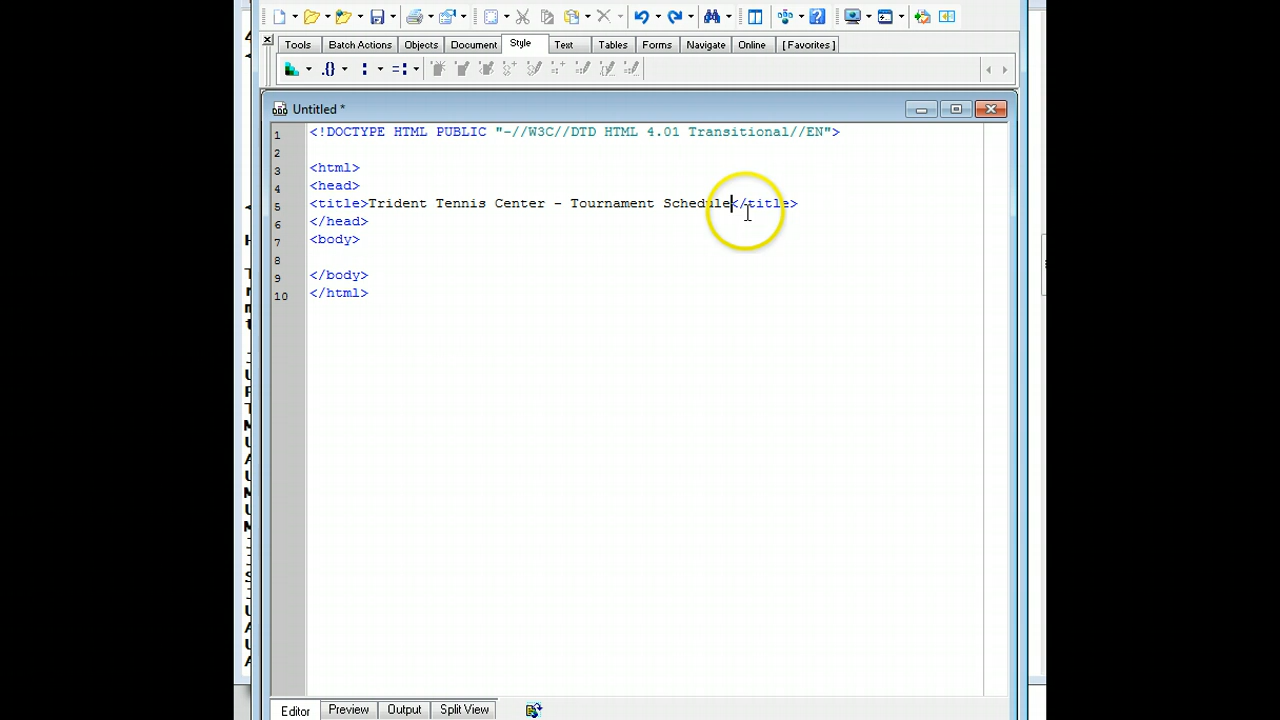 Tools Batch Actions Objects Document Style Text Tables Forms Navigate Online [Favorites]
Untitled *
1 <!DOCTYPE HTML PUBLIC "-//W3C//DTD HTML 4.01 Transitional//EN">
2
3 <html>
4 <head>
5 <title>Trident Tennis Center - Tournament Schedule</title>
6 </head>
7 <body>
8
9 </body>
10 </html>
Editor Preview Output Split View